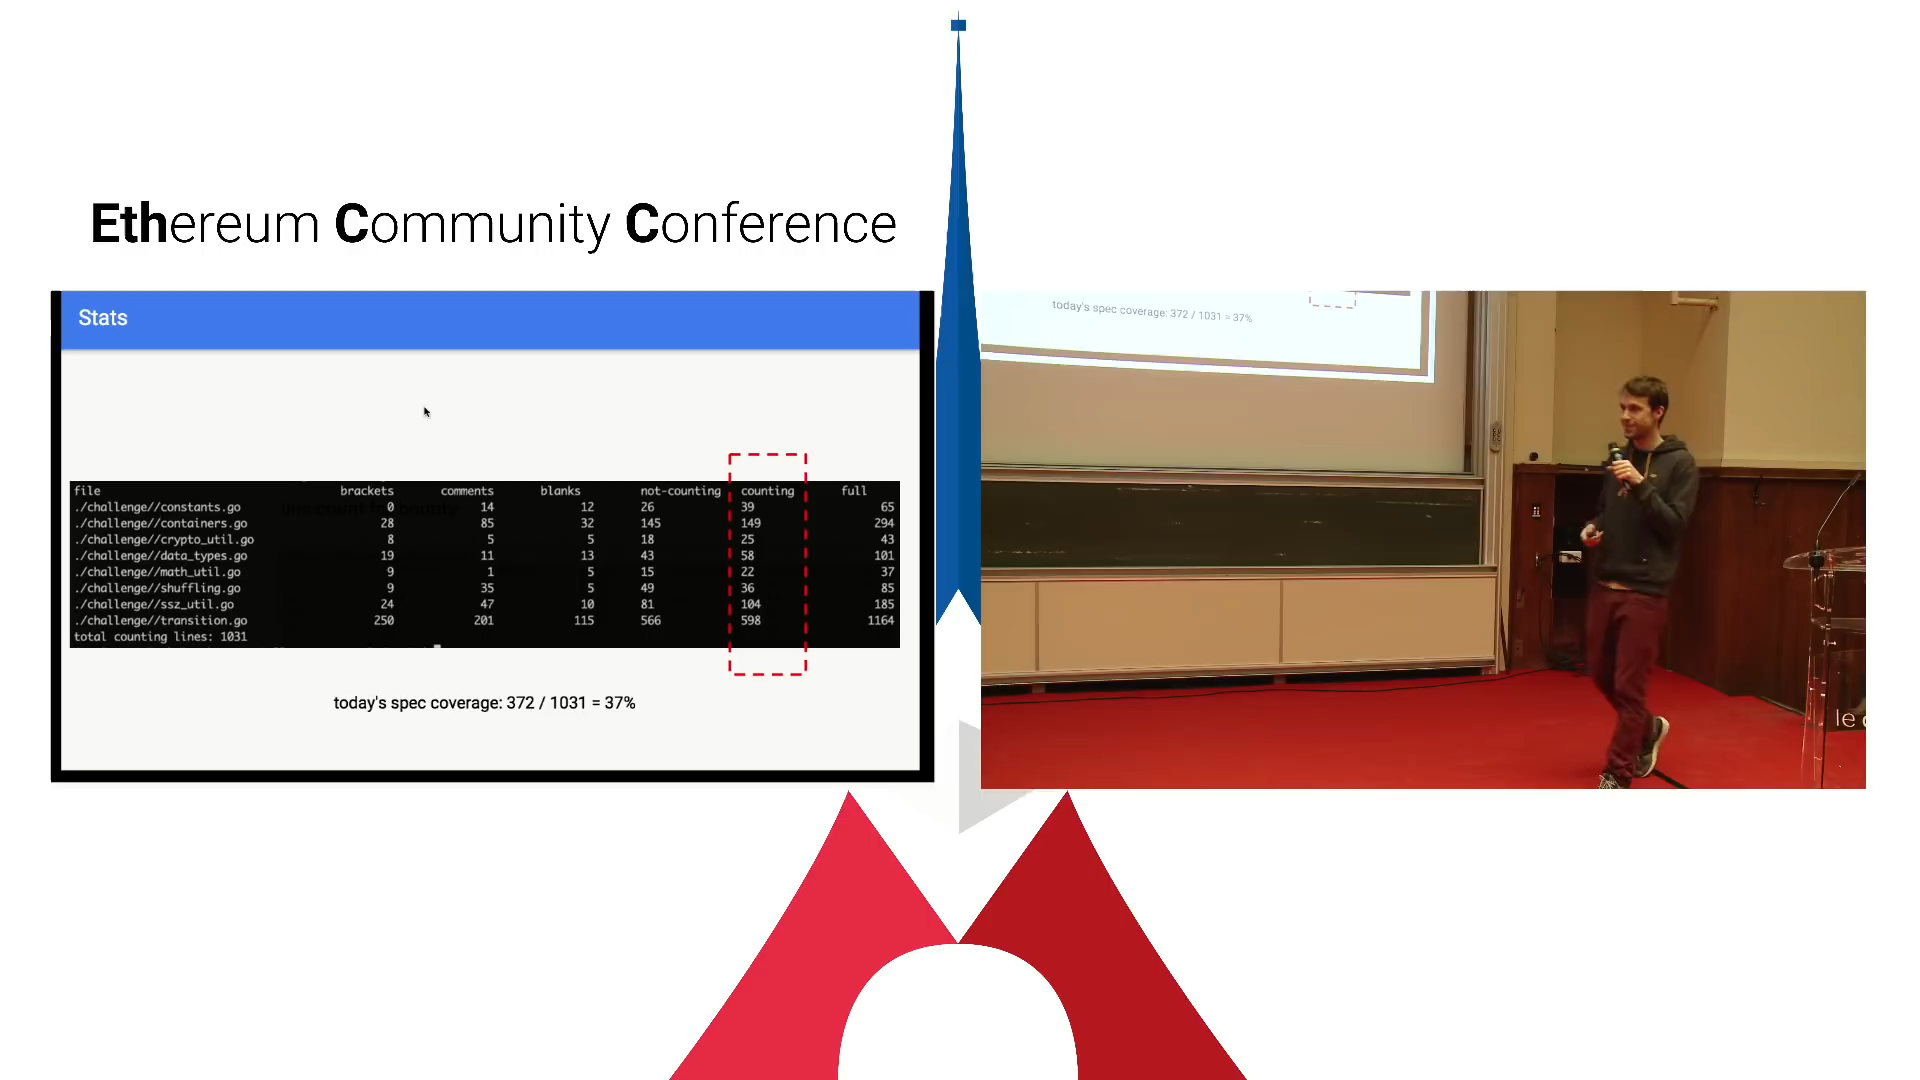 Ethereum Community Conference
Stats
file brackets comments blanks not-counting counting full
./challenge//constants.go 0 14 12 26 39 65
./challenge//containers.go 28 85 32 145 149 294
./challenge//crypto_util.go 8 5 5 18 25 43
./challenge//data_types.go 19 11 13 43 58 101
./challenge//math_util.go 9 1 5 15 22 37
./challenge//shuffling.go 9 35 5 49 36 85
./challenge//ssz_util.go 24 47 10 81 104 185
./challenge//transition.go 250 201 115 566 598 1164
total counting lines: 1031
today's spec coverage: 372 / 1031 = 37%
today's spec coverage: 372 / 1031 = 37%
le